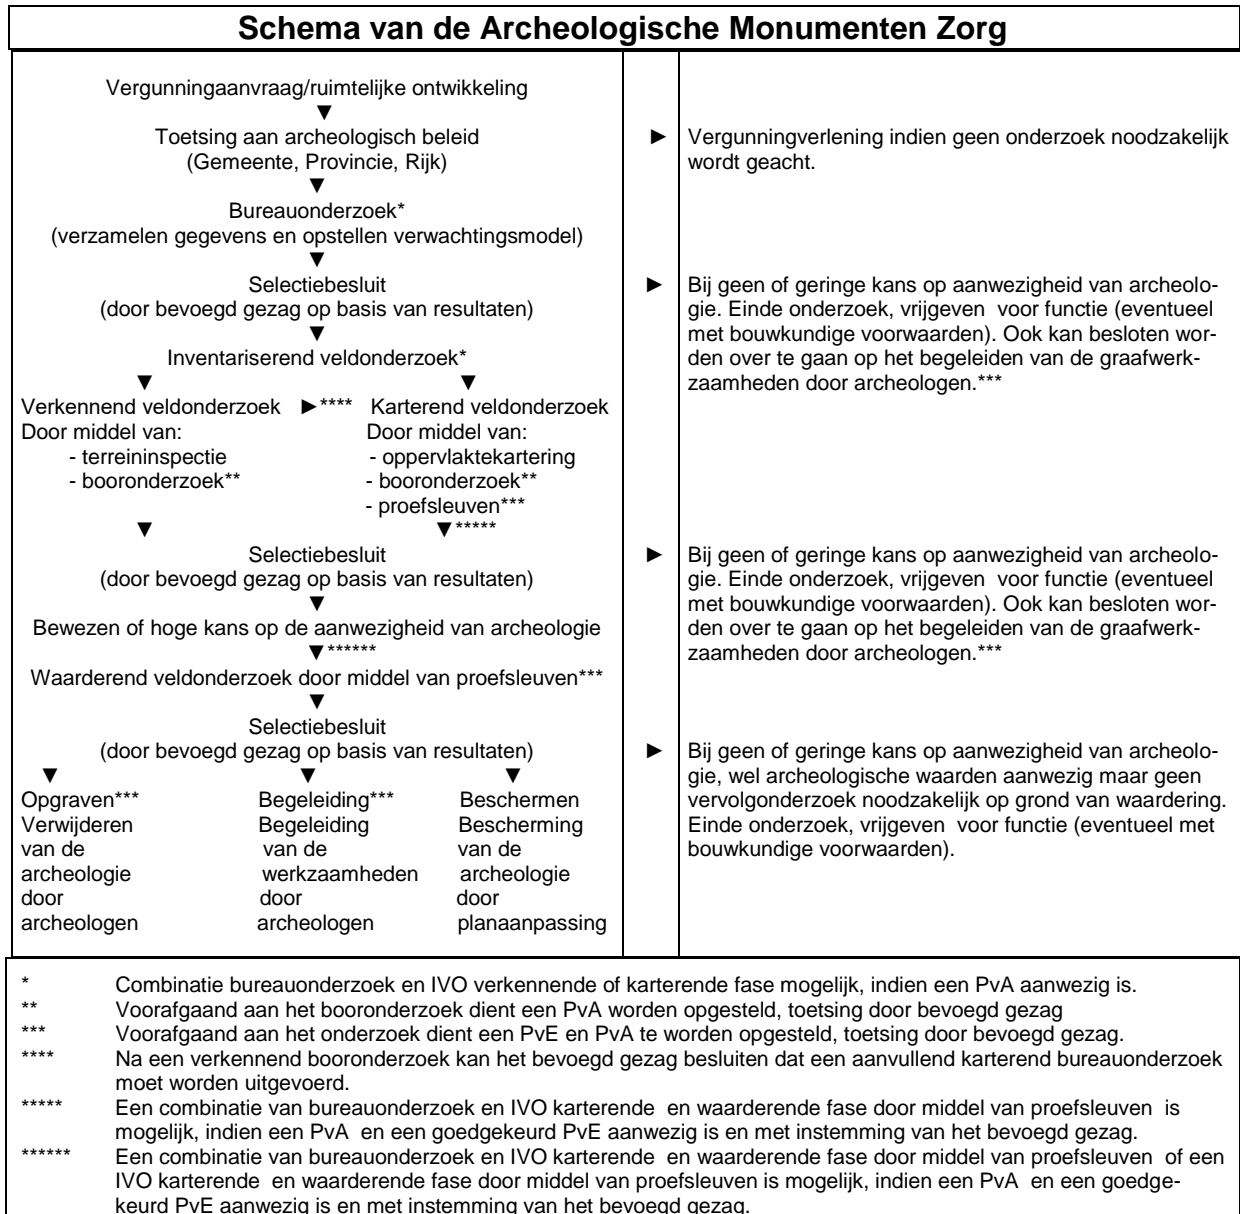 Schema van de Archeologische Monumenten Zorg
Vergunningaanvraag/ruimtelijke ontwikkeling
▼
Toetsing aan archeologisch beleid
(Gemeente, Provincie, Rijk)
► Vergunningverlening indien geen onderzoek noodzakelijk
wordt geacht.
▼
Bureauonderzoek*
(verzamelen gegevens en opstellen verwachtingsmodel)
▼
Selectiebesluit
(door bevoegd gezag op basis van resultaten)
► Bij geen of geringe kans op aanwezigheid van archeolo-
gie. Einde onderzoek, vrijgeven voor functie (eventueel
met bouwkundige voorwaarden). Ook kan besloten wor-
den over te gaan op het begeleiden van de graafwerk-
zaamheden door archeologen.***
▼
Inventariserend veldonderzoek*
▼ ▼
Verkennend veldonderzoek ►**** Karterend veldonderzoek
Door middel van: Door middel van:
- terreininspectie - oppervlaktekartering
- booronderzoek** - booronderzoek**
- proefsleuven***
▼ ▼*****
Selectiebesluit
(door bevoegd gezag op basis van resultaten)
► Bij geen of geringe kans op aanwezigheid van archeolo-
gie. Einde onderzoek, vrijgeven voor functie (eventueel
met bouwkundige voorwaarden). Ook kan besloten wor-
den over te gaan op het begeleiden van de graafwerk-
zaamheden door archeologen.***
▼
Bewezen of hoge kans op de aanwezigheid van archeologie
▼******
Waarderend veldonderzoek door middel van proefsleuven***
▼
Selectiebesluit
(door bevoegd gezag op basis van resultaten)
► Bij geen of geringe kans op aanwezigheid van archeolo-
gie, wel archeologische waarden aanwezig maar geen
vervolgonderzoek noodzakelijk op grond van waardering.
Einde onderzoek, vrijgeven voor functie (eventueel met
bouwkundige voorwaarden).
▼ ▼ ▼
Opgraven*** Begeleiding*** Beschermen
Verwijderen Begeleiding Bescherming
van de van de van de
archeologie werkzaamheden archeologie
door door door
archeologen archeologen planaanpassing
* Combinatie bureauonderzoek en IVO verkennende of karterende fase mogelijk, indien een PvA aanwezig is.
** Voorafgaand aan het booronderzoek dient een PvA worden opgesteld, toetsing door bevoegd gezag
*** Voorafgaand aan het onderzoek dient een PvE en PvA te worden opgesteld, toetsing door bevoegd gezag.
**** Na een verkennend booronderzoek kan het bevoegd gezag besluiten dat een aanvullend karterend bureauonderzoek
moet worden uitgevoerd.
***** Een combinatie van bureauonderzoek en IVO karterende en waarderende fase door middel van proefsleuven is
mogelijk, indien een PvA en een goedgekeurd PvE aanwezig is en met instemming van het bevoegd gezag.
****** Een combinatie van bureauonderzoek en IVO karterende en waarderende fase door middel van proefsleuven of een
IVO karterende en waarderende fase door middel van proefsleuven is mogelijk, indien een PvA en een goedge-
keurd PvE aanwezig is en met instemming van het bevoegd gezag.